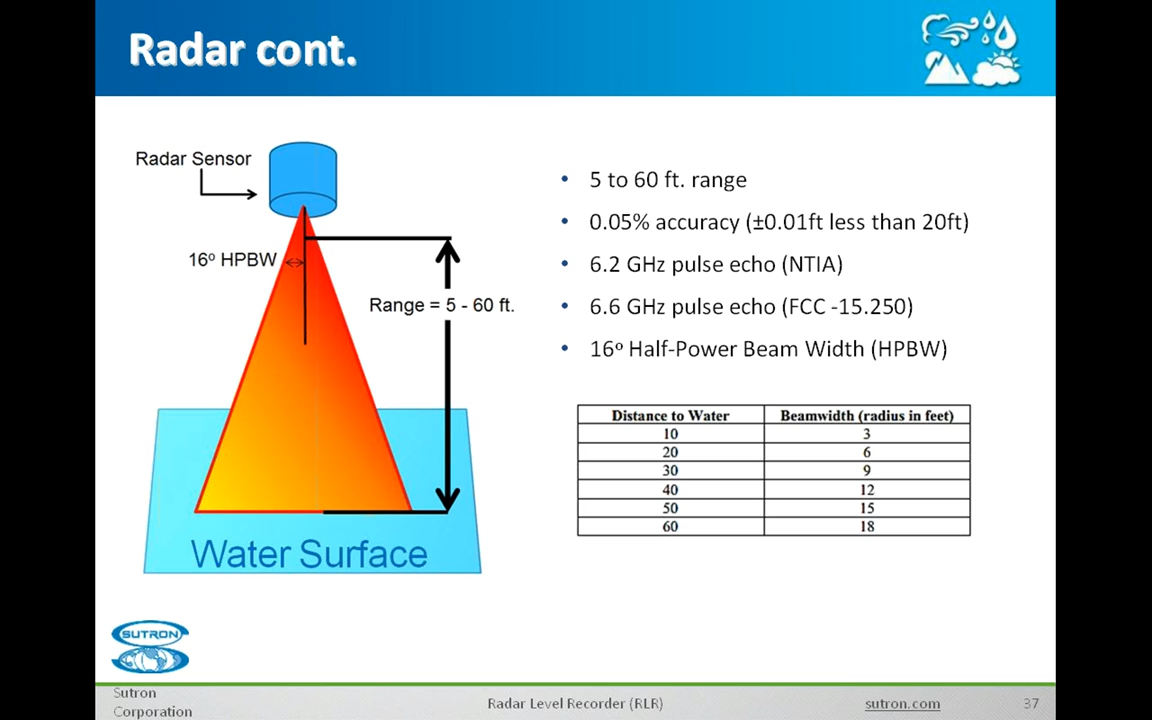 Radar cont.
Radar Sensor
16º HPBW
Range = 5 - 60 ft.
Water Surface
• 5 to 60 ft. range
• 0.05% accuracy (±0.01ft less than 20ft)
• 6.2 GHz pulse echo (NTIA)
• 6.6 GHz pulse echo (FCC -15.250)
• 16º Half-Power Beam Width (HPBW)
Distance to Water Beamwidth (radius in feet)
10 3
20 6
30 9
40 12
50 15
60 18
SUTRON
Sutron
Corporation
Radar Level Recorder (RLR)
sutron.com
37